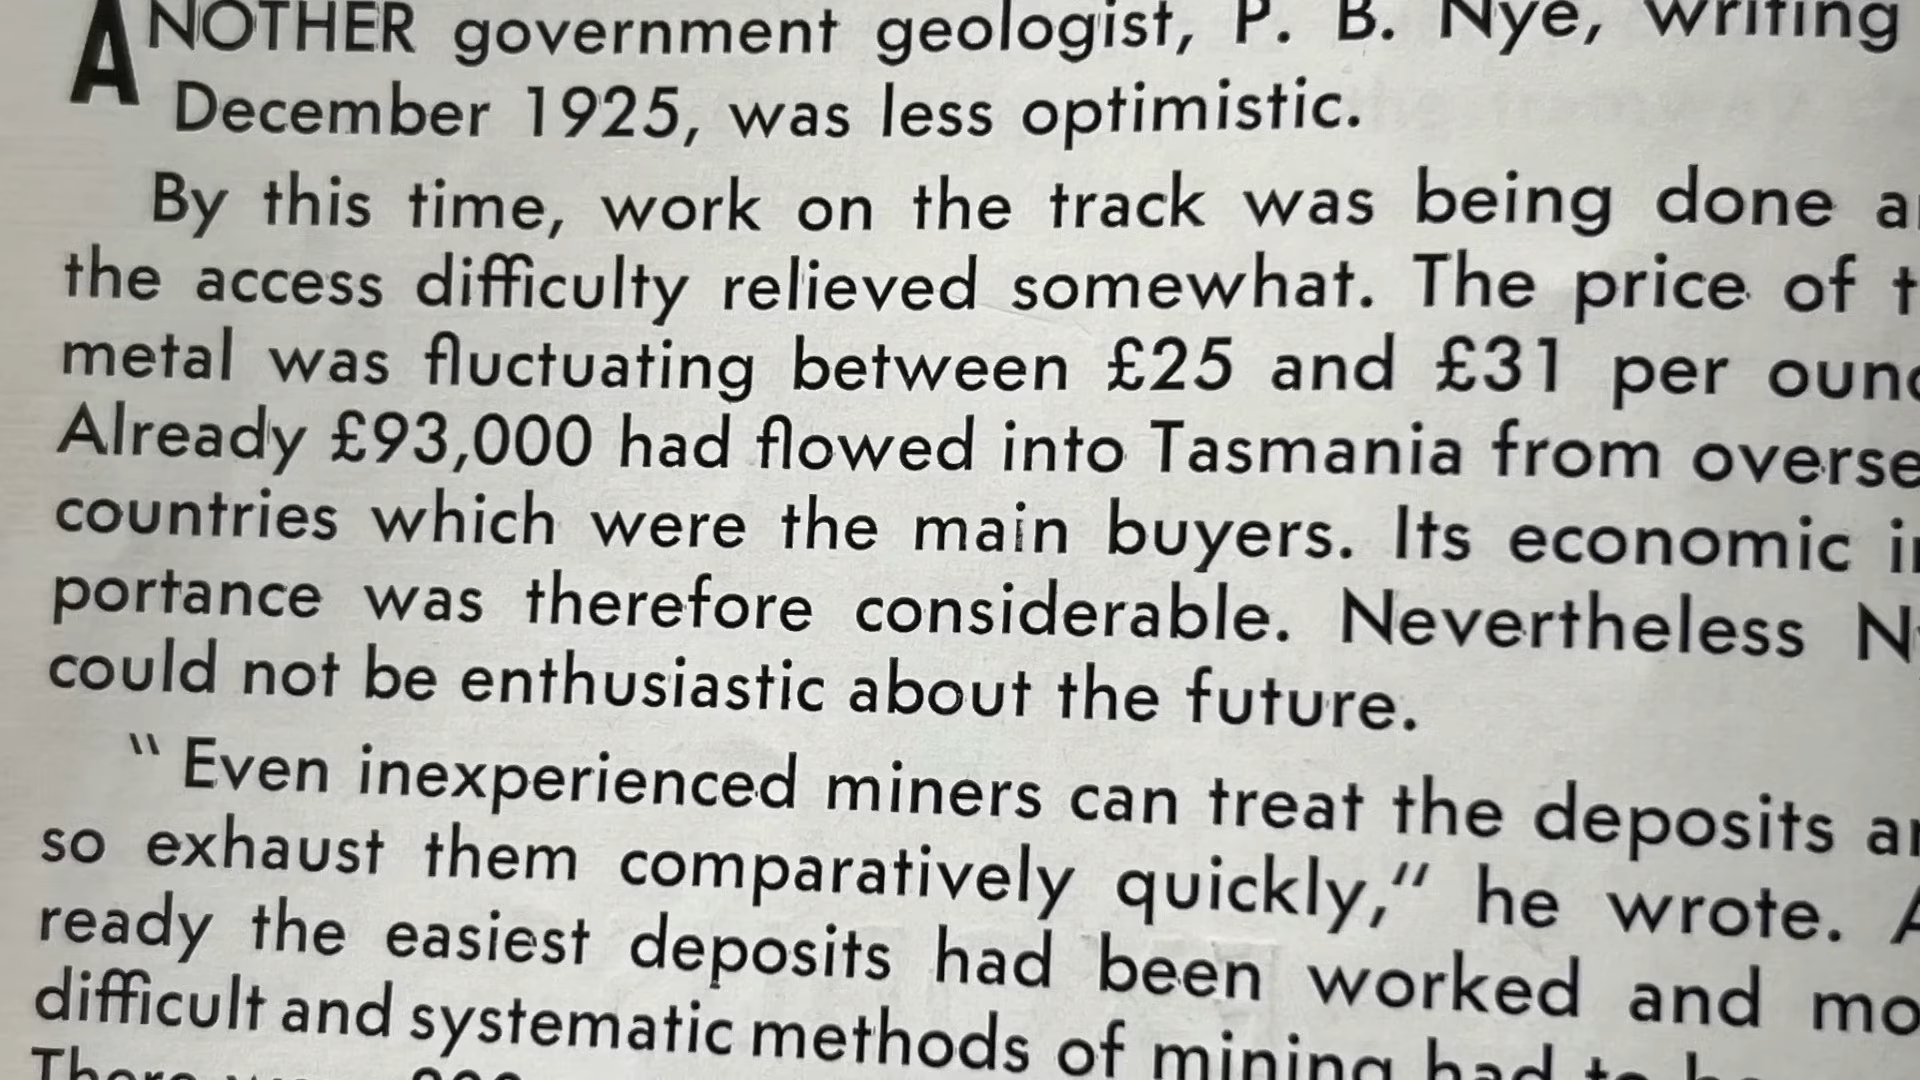 ANOTHER government geologist, P. B. Nye, writing
December 1925, was less optimistic.
By this time, work on the track was being done
the access difficulty relieved somewhat. The price of
metal was fluctuating between £25 and £31 per
Already £93,000 had flowed into Tasmania from
countries which were the main buyers. Its economic
portance was therefore considerable. Nevertheless
could not be enthusiastic about the future.
"Even inexperienced miners can treat the deposits
so exhaust them comparatively quickly," he wrote.
ready the easiest deposits had been worked and
difficult and systematic methods of mining had to